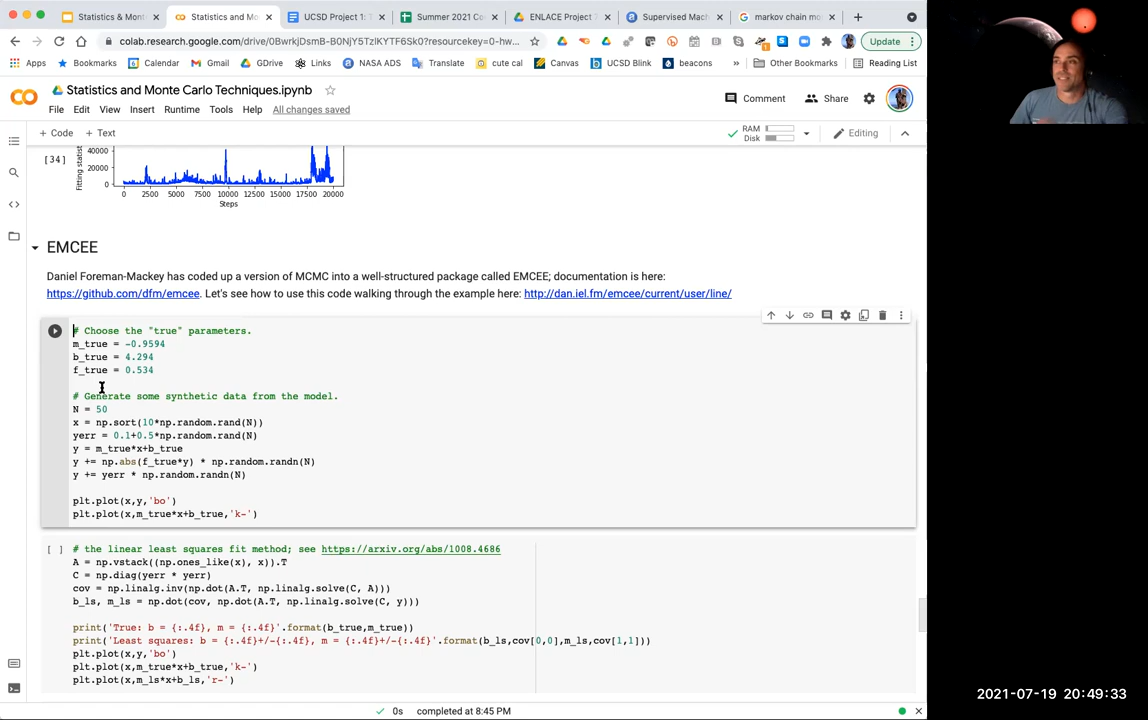 Statistics & Mont
Statistics and Mo
UCSD Project 1: T
Summer 2021 Co
ENLACE Project
Supervised Mac
markov chain mo
colab.research.google.com/drive/0BwrkjDsmB-B0NjY5TzlKYTF6Sk0?resourcekey=0-hw...
Update
Apps
Bookmarks
Calendar
Gmail
GDrive
Links
NASA ADS
Translate
cute cal
Canvas
UCSD Blink
beacons
»
Other Bookmarks
Reading List
Statistics and Monte Carlo Techniques.ipynb
Comment
Share
File Edit View Insert Runtime Tools Help All changes saved
+ Code + Text
RAM
Disk
Editing
[34]
Fitting statist
40000
20000
0
0 2500 5000 7500 10000 12500 15000 17500 20000
Steps
EMCEE
Daniel Foreman-Mackey has coded up a version of MCMC into a well-structured package called EMCEE; documentation is here:
https://github.com/dfm/emcee. Let's see how to use this code walking through the example here: http://dan.iel.fm/emcee/current/user/line/
# Choose the "true" parameters.
m_true = -0.9594
b_true = 4.294
f_true = 0.534
# Generate some synthetic data from the model.
N = 50
x = np.sort(10*np.random.rand(N))
yerr = 0.1+0.5*np.random.rand(N)
y = m_true*x+b_true
y += np.abs(f_true*y) * np.random.randn(N)
y += yerr * np.random.randn(N)
plt.plot(x,y,'bo')
plt.plot(x,m_true*x+b_true,'k-')
[ ]
# the linear least squares fit method; see https://arxiv.org/abs/1008.4686
A = np.vstack((np.ones_like(x), x)).T
C = np.diag(yerr * yerr)
cov = np.linalg.inv(np.dot(A.T, np.linalg.solve(C, A)))
b_ls, m_ls = np.dot(cov, np.dot(A.T, np.linalg.solve(C, y)))
print('True: b = {:.4f}, m = {:.4f}'.format(b_true,m_true))
print('Least squares: b = {:.4f}+/-{:.4f}, m = {:.4f}+/-{:.4f}'.format(b_ls,cov[0,0],m_ls,cov[1,1]))
plt.plot(x,y,'bo')
plt.plot(x,m_true*x+b_true,'k-')
plt.plot(x,m_ls*x+b_ls,'r-')
0s completed at 8:45 PM
2021-07-19 20:49:33